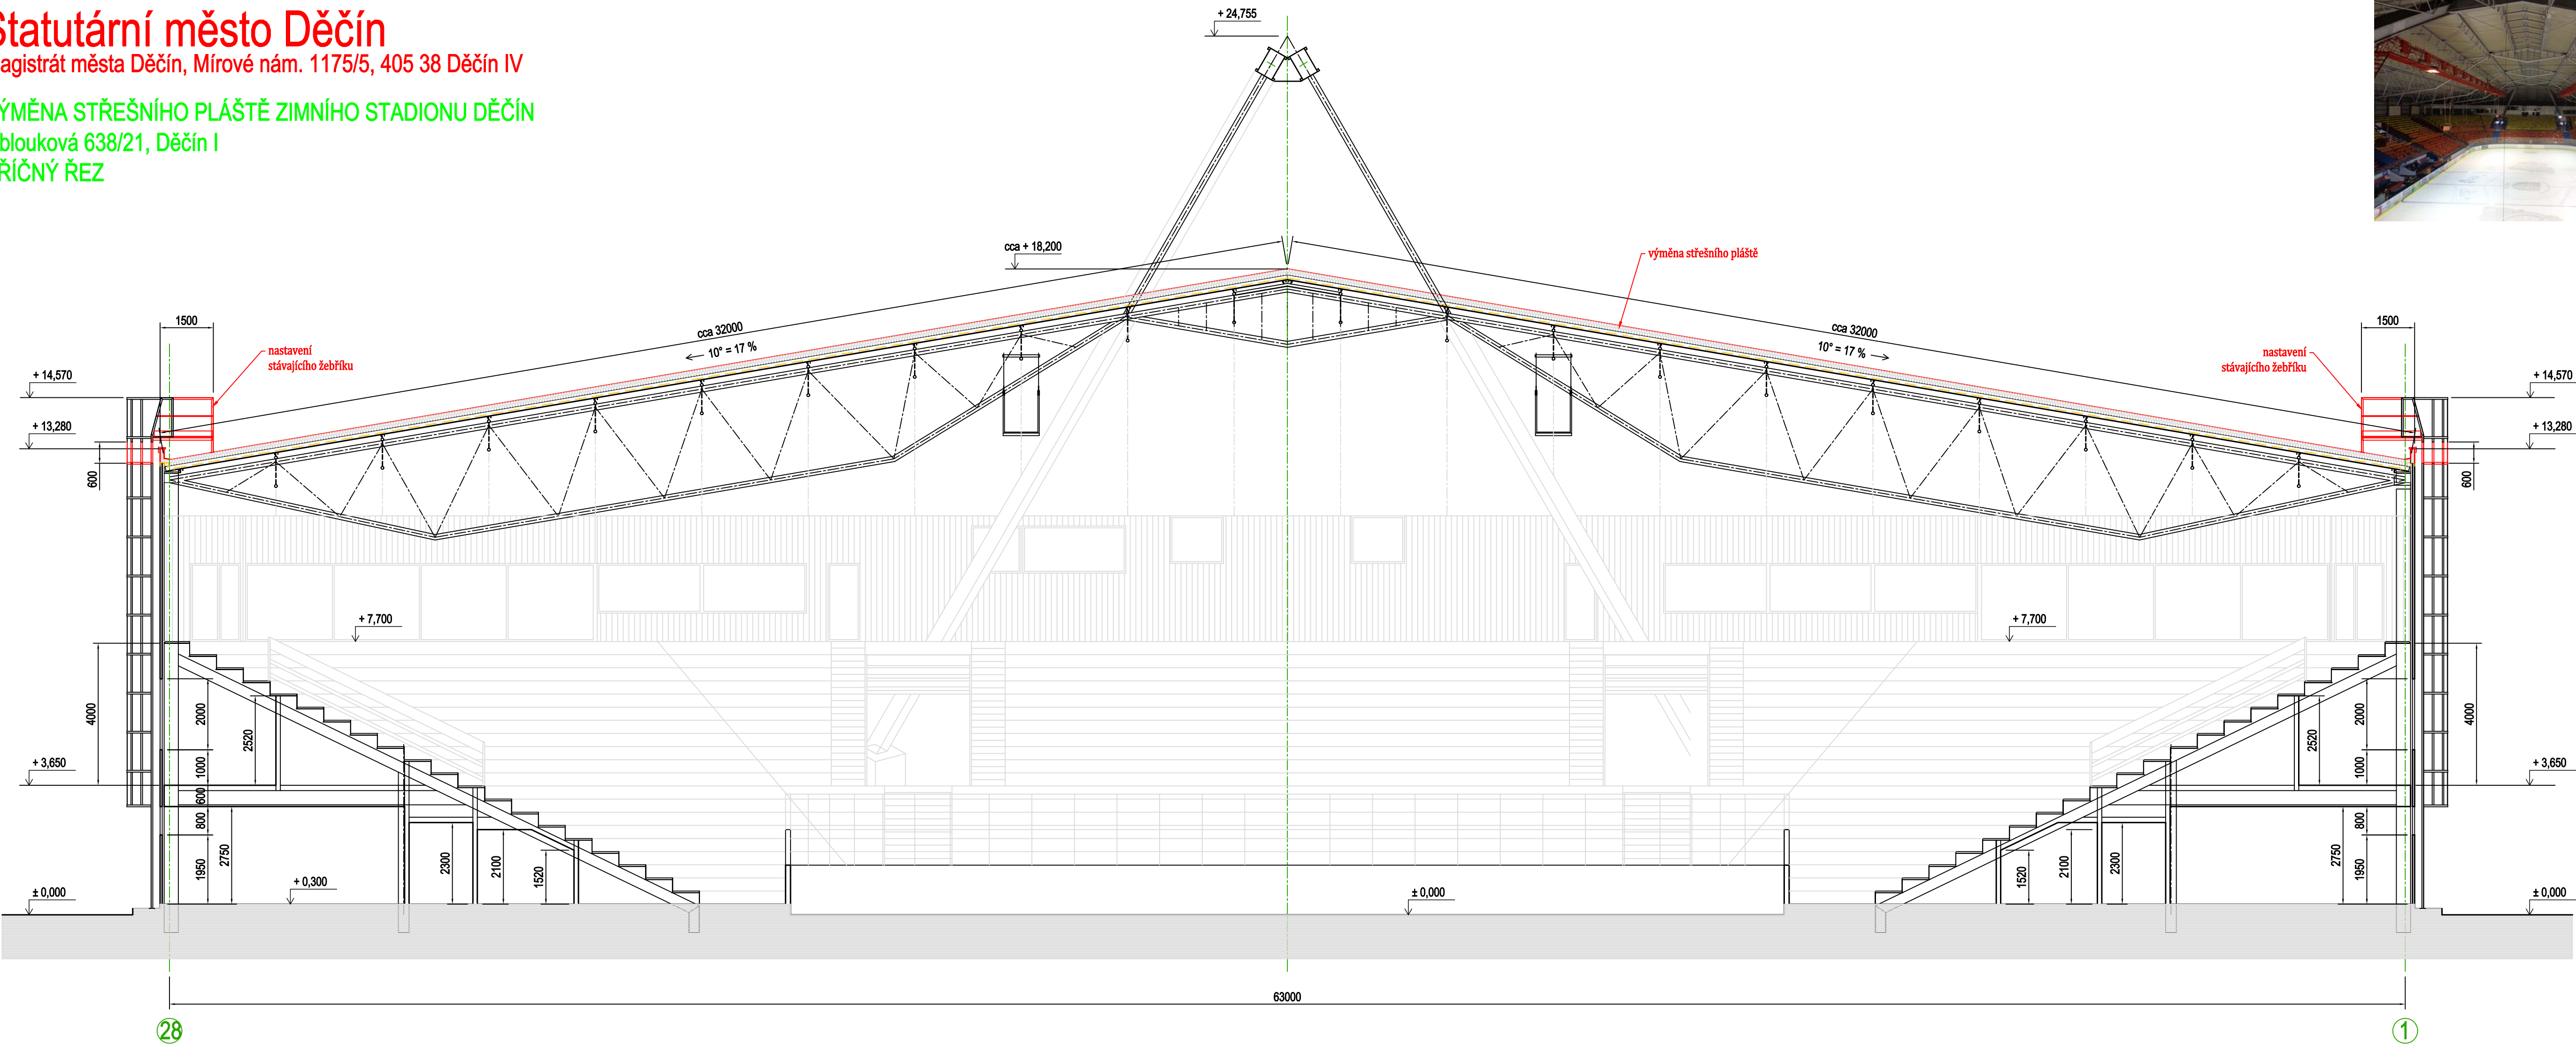 Statutární město Děčín
agistrát města Děčín, Mírové nám. 1175/5, 405 38 Děčín IV
ÝMĚNA STŘEŠNÍHO PLÁŠTĚ ZIMNÍHO STADIONU DĚČÍN
blouková 638/21, Děčín I
ŘÍČNÝ ŘEZ
+ 24,755
cca + 18,200
výměna střešního pláště
cca 32000
10° = 17 %
cca 32000
10° = 17 %
1500
nastavení
stávajícího žebříku
+ 14,570
+ 13,280
600
1500
nastavení
stávajícího žebříku
+ 14,570
+ 13,280
600
+ 7,700
+ 7,700
4000
2000
2520
1000
600
800
1950
2750
2300
2100
1520
+ 3,650
+ 0,300
± 0,000
± 0,000
4000
2000
2520
1000
800
1950
2750
2300
2100
1520
+ 3,650
± 0,000
63000
28
1